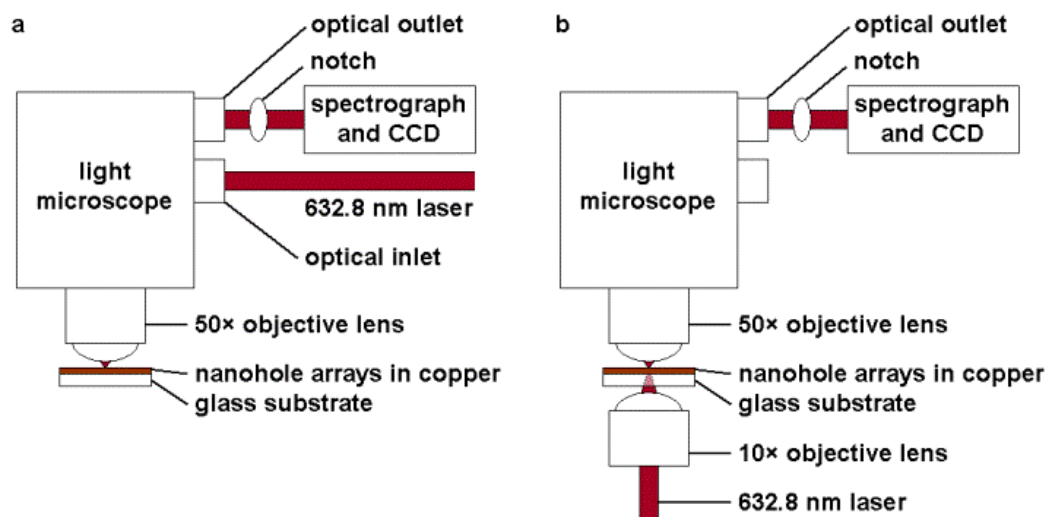 a
optical outlet
notch
spectrograph
and CCD
light
microscope
632.8 nm laser
optical inlet
50× objective lens
nanohole arrays in copper
glass substrate
b
optical outlet
notch
spectrograph
and CCD
light
microscope
50× objective lens
nanohole arrays in copper
glass substrate
10× objective lens
632.8 nm laser